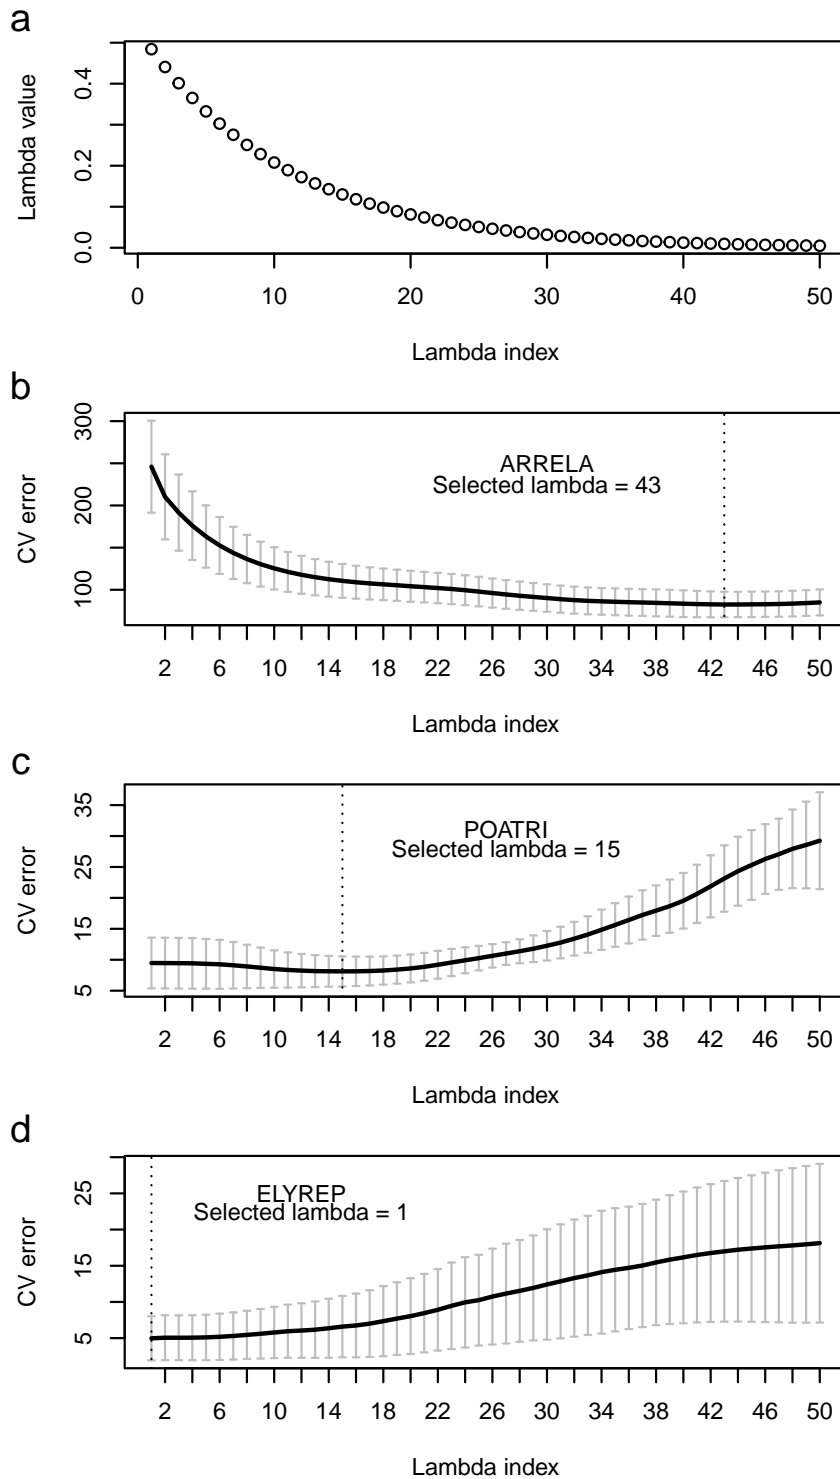 a
Lambda value
0.4
0.2
0.0
0 10 20 30 40 50
Lambda index
b
CV error
300
200
100
ARRELA
Selected lambda = 43
2 6 10 14 18 22 26 30 34 38 42 46 50
Lambda index
c
CV error
35
25
15
5
POATRI
Selected lambda = 15
2 6 10 14 18 22 26 30 34 38 42 46 50
Lambda index
d
CV error
25
15
5
ELYREP
Selected lambda = 1
2 6 10 14 18 22 26 30 34 38 42 46 50
Lambda index